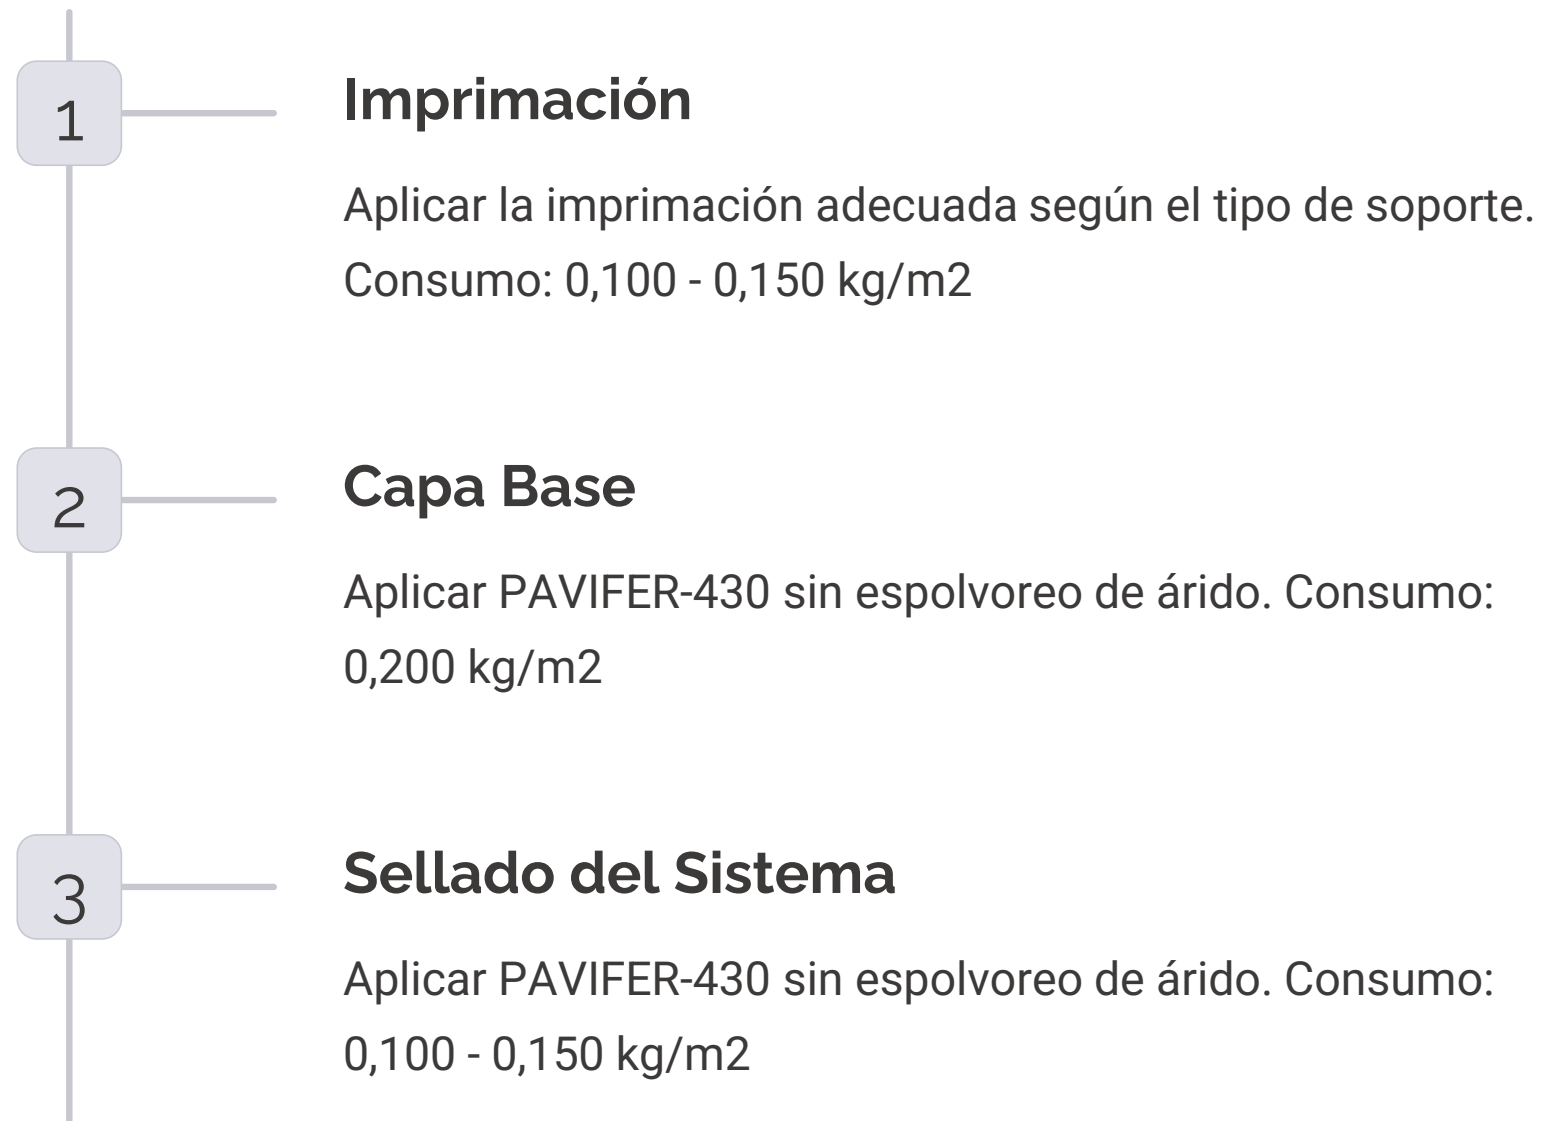 1
Imprimación
Aplicar la imprimación adecuada según el tipo de soporte.
Consumo: 0,100 - 0,150 kg/m2
2
Capa Base
Aplicar PAVIFER-430 sin espolvoreo de árido. Consumo:
0,200 kg/m2
3
Sellado del Sistema
Aplicar PAVIFER-430 sin espolvoreo de árido. Consumo:
0,100 - 0,150 kg/m2